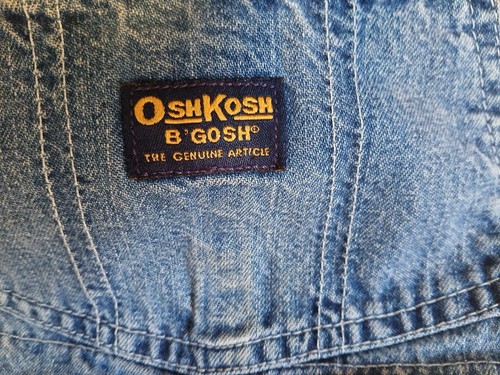 OSHKOSH
B'GOSH®
THE GENUINE ARTICLE